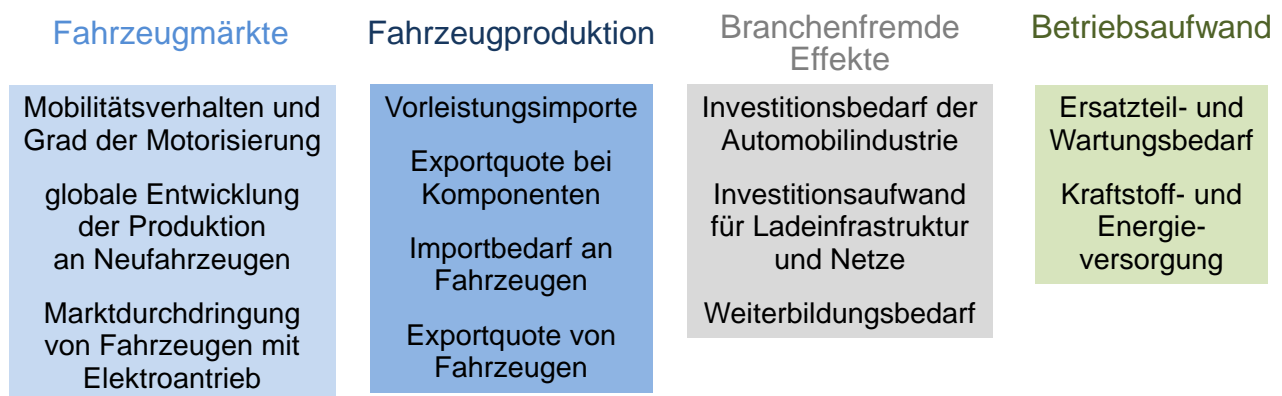 Fahrzeugmärkte
Mobilitätsverhalten und
Grad der Motorisierung
globale Entwicklung
der Produktion
an Neufahrzeugen
Marktdurchdringung
von Fahrzeugen mit
Elektroantrieb
Fahrzeugproduktion
Vorleistungsimporte
Exportquote bei
Komponenten
Importbedarf an
Fahrzeugen
Exportquote von
Fahrzeugen
Branchenfremde
Effekte
Investitionsbedarf der
Automobilindustrie
Investitionsaufwand
für Ladeinfrastruktur
und Netze
Weiterbildungsbedarf
Betriebsaufwand
Ersatzteil- und
Wartungsbedarf
Kraftstoff- und
Energie-
versorgung